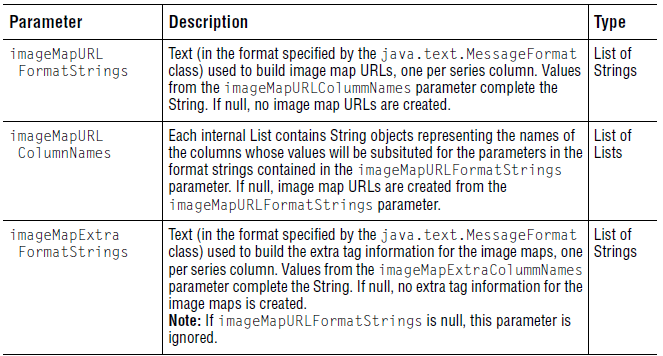 Parameter Description Type
imageMapURL Text (in the format specified by the java.text.MessageFormat List of
FormatStrings class) used to build image map URLs, one per series column. Values Strings
from the imageMapURLColummNames parameter complete the
String. If null, no image map URLs are created.
imageMapURL Each internal List contains String objects representing the names of List of
ColumnNames the columns whose values will be subsituted for the parameters in the Lists
format strings contained in the imageMapURLFormatStrings
parameter. If null, image map URLs are created from the
imageMapURLFormatStrings parameter.
imageMapExtra Text (in the format specified by the java.text.MessageFormat List of
FormatStrings class) used to build the extra tag information for the image maps, one Strings
per series column. Values from the imageMapExtraColummNames
parameter complete the String. If null, no extra tag information for the
image maps is created.
Note: If imageMapURLFormatStrings is null, this parameter is
ignored.